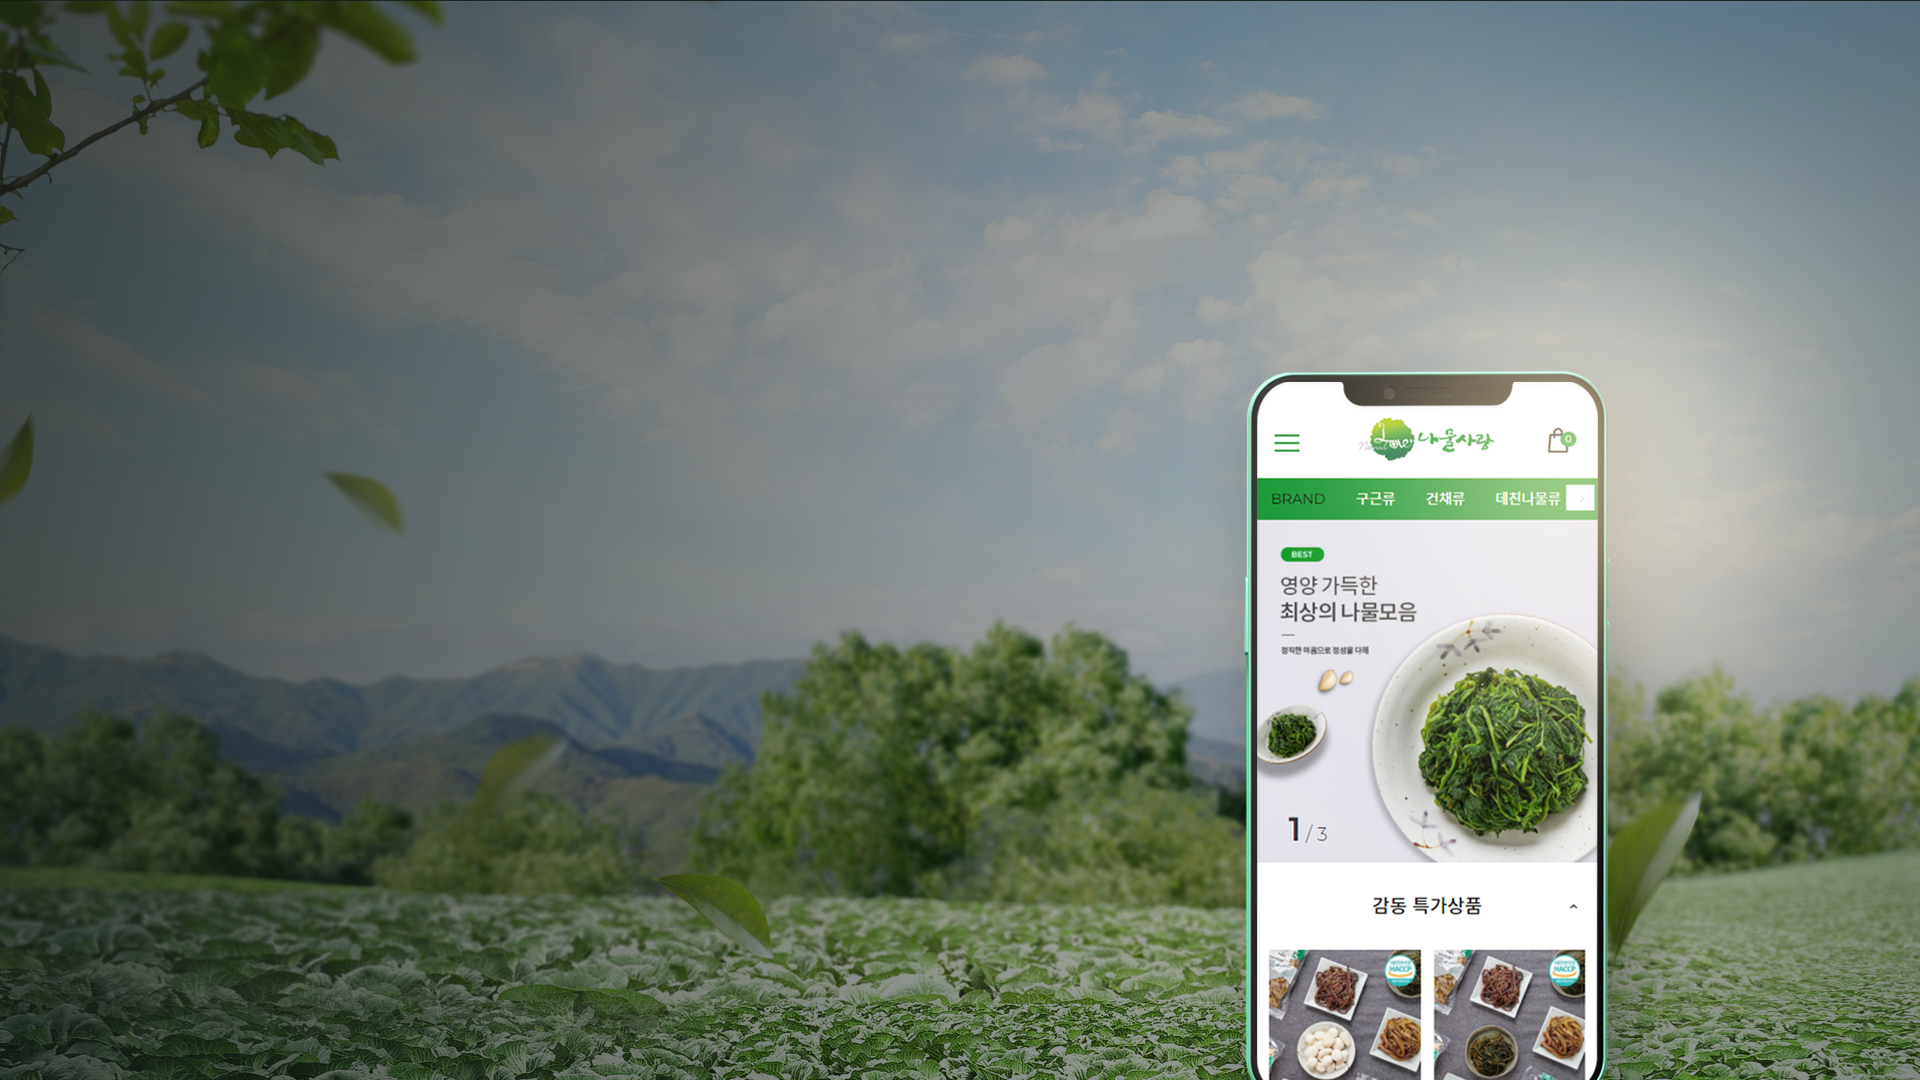 나물사랑
0
BRAND 구근류 건채류 데친나물류
BEST
영양 가득한
최상의 나물모음
정직한 마음으로 정성을 다해
1 / 3
감동 특가상품
HACCP
HACCP